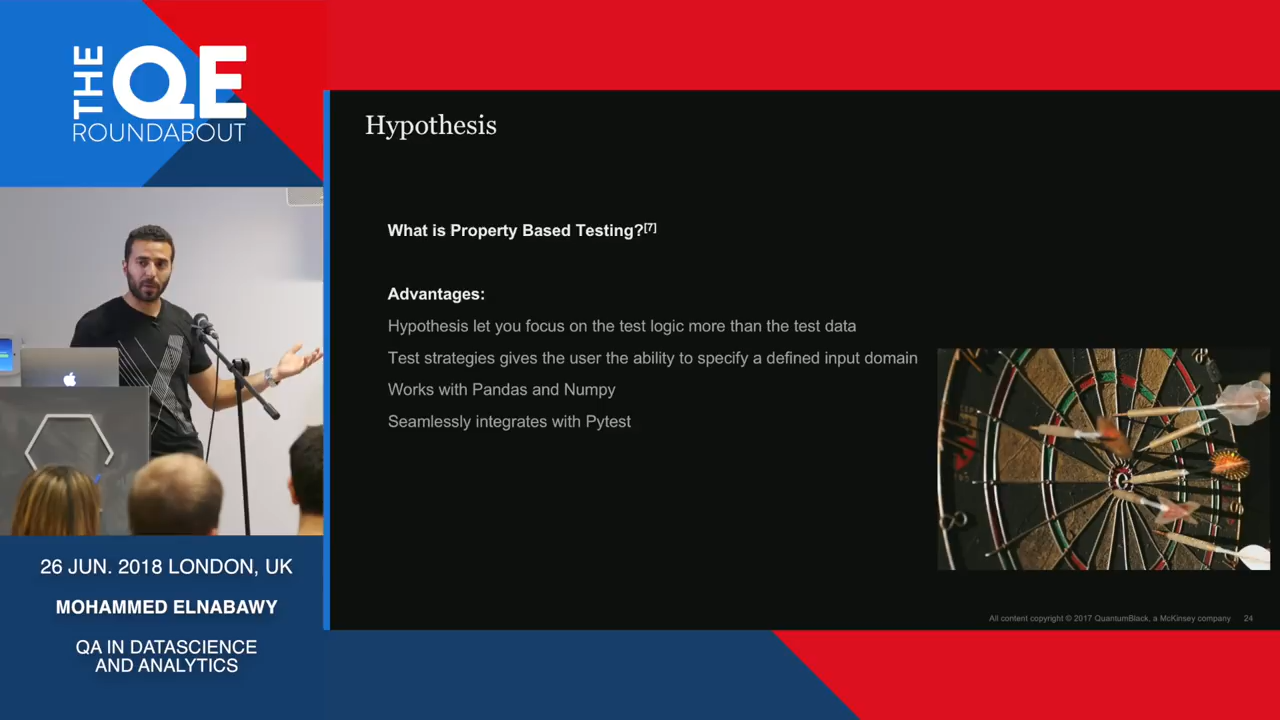 THE
QE
ROUNDABOUT
Hypothesis
What is Property Based Testing?[7]
Advantages:
Hypothesis let you focus on the test logic more than the test data
Test strategies gives the user the ability to specify a defined input domain
Works with Pandas and Numpy
Seamlessly integrates with Pytest
26 JUN. 2018 LONDON, UK
MOHAMMED ELNABAWY
QA IN DATASCIENCE
AND ANALYTICS
All content copyright © 2017 QuantumBlack, a McKinsey company 24